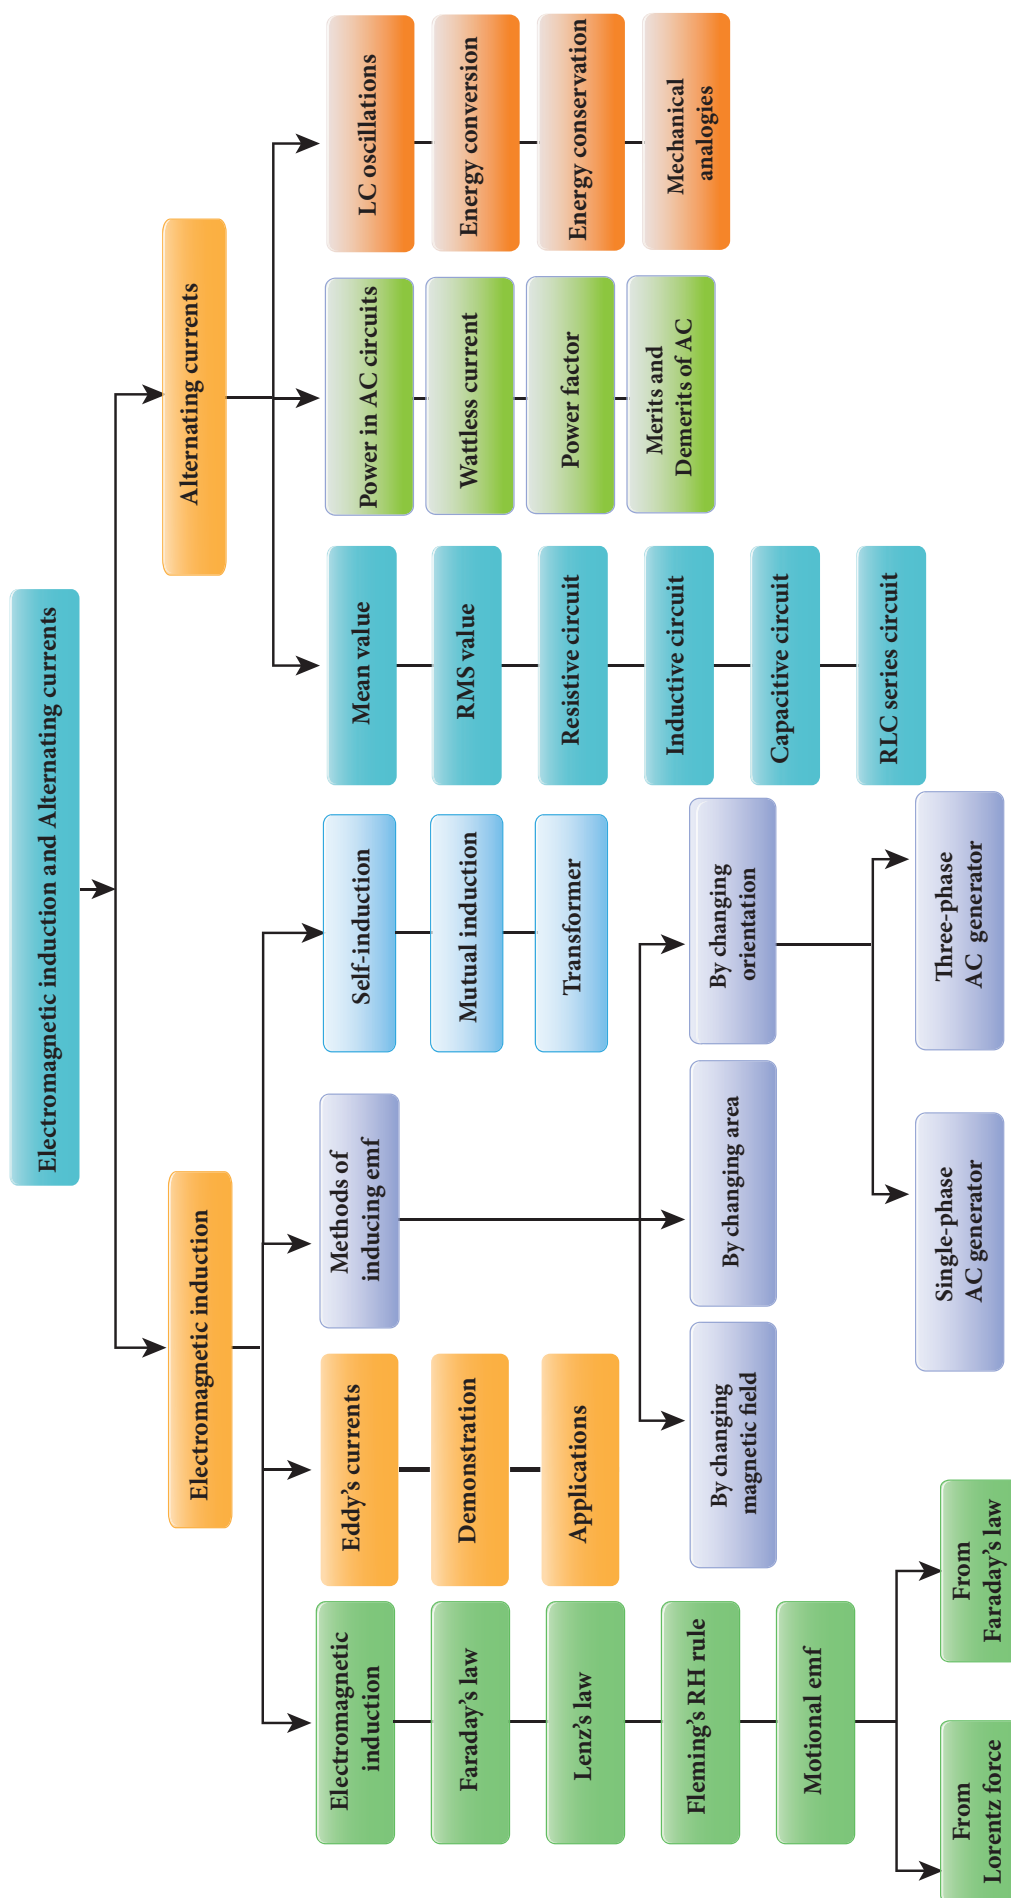 Electromagnetic induction and Alternating currents
Electromagnetic induction
Alternating currents
Electromagnetic
induction
Faraday’s law
Lenz’s law
Fleming’s RH rule
Motional emf
From
Lorentz force
From
Faraday’s law
Eddy’s currents
Demonstration
Applications
Methods of
inducing emf
By changing
magnetic field
By changing area
By changing
orientation
Single-phase
AC generator
Three-phase
AC generator
Self-induction
Mutual induction
Transformer
Mean value
RMS value
Resistive circuit
Inductive circuit
Capacitive circuit
RLC series circuit
Power in AC circuits
Wattless current
Power factor
Merits and
Demerits of AC
LC oscillations
Energy conversion
Energy conservation
Mechanical
analogies